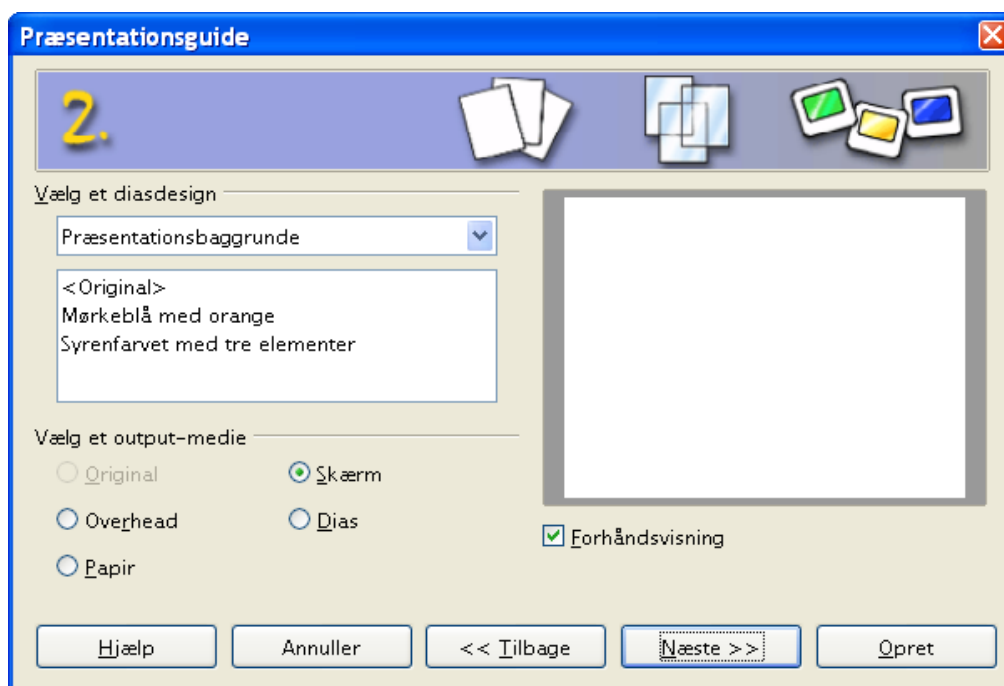 Præsentationsguide
2.
Vælg et diasdesign
Præsentationsbaggrunde
<Original>
Mørkeblå med orange
Syrenfarvet med tre elementer
Vælg et output-medie
Original
Skærm
Overhead
Dias
Papir
Forhåndsvisning
Hjælp
Annuller
<< Tilbage
Næste >>
Opret